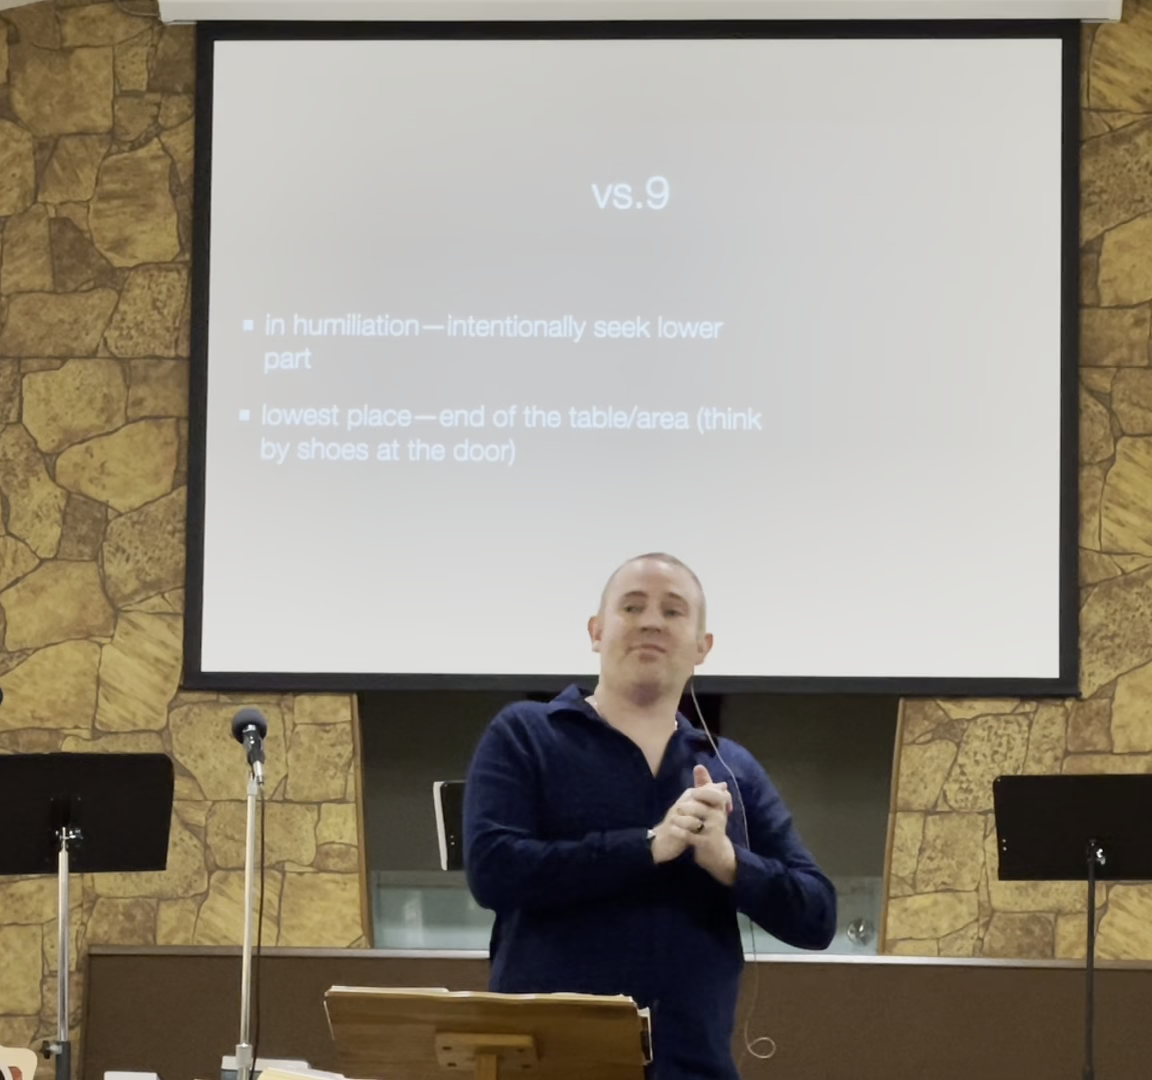 vs.9
▪ in humiliation—intentionally seek lower
part
▪ lowest place—end of the table/area (think
by shoes at the door)